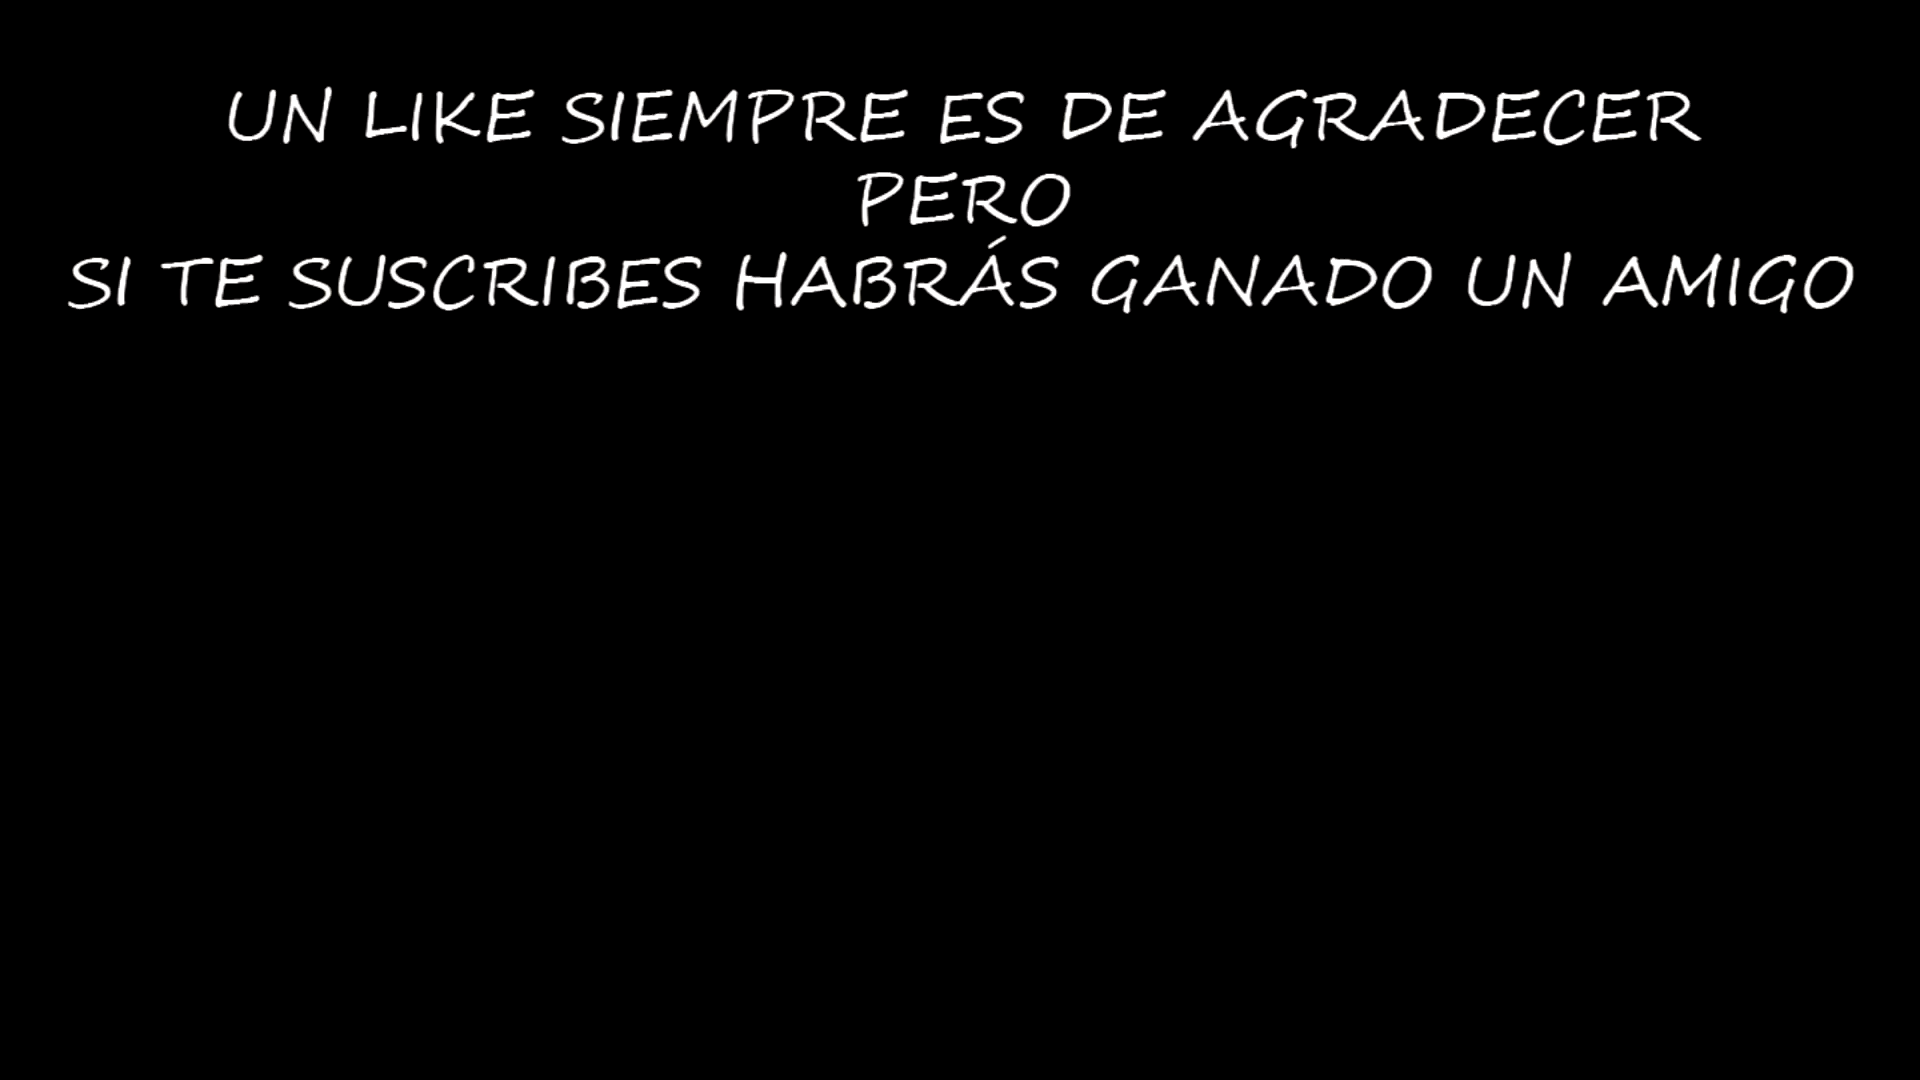 UN LIKE SIEMPRE ES DE AGRADECER
PERO
SI TE SUSCRIBES HABRÁS GANADO UN AMIGO